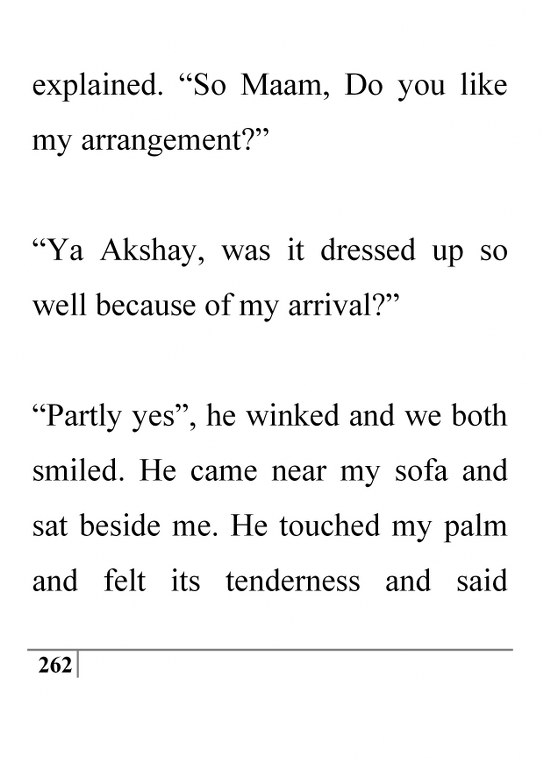 explained. “So Maam, Do you like
my arrangement?”
“Ya Akshay, was it dressed up so
well because of my arrival?”
“Partly yes”, he winked and we both
smiled. He came near my sofa and
sat beside me. He touched my palm
and felt its tenderness and said
262